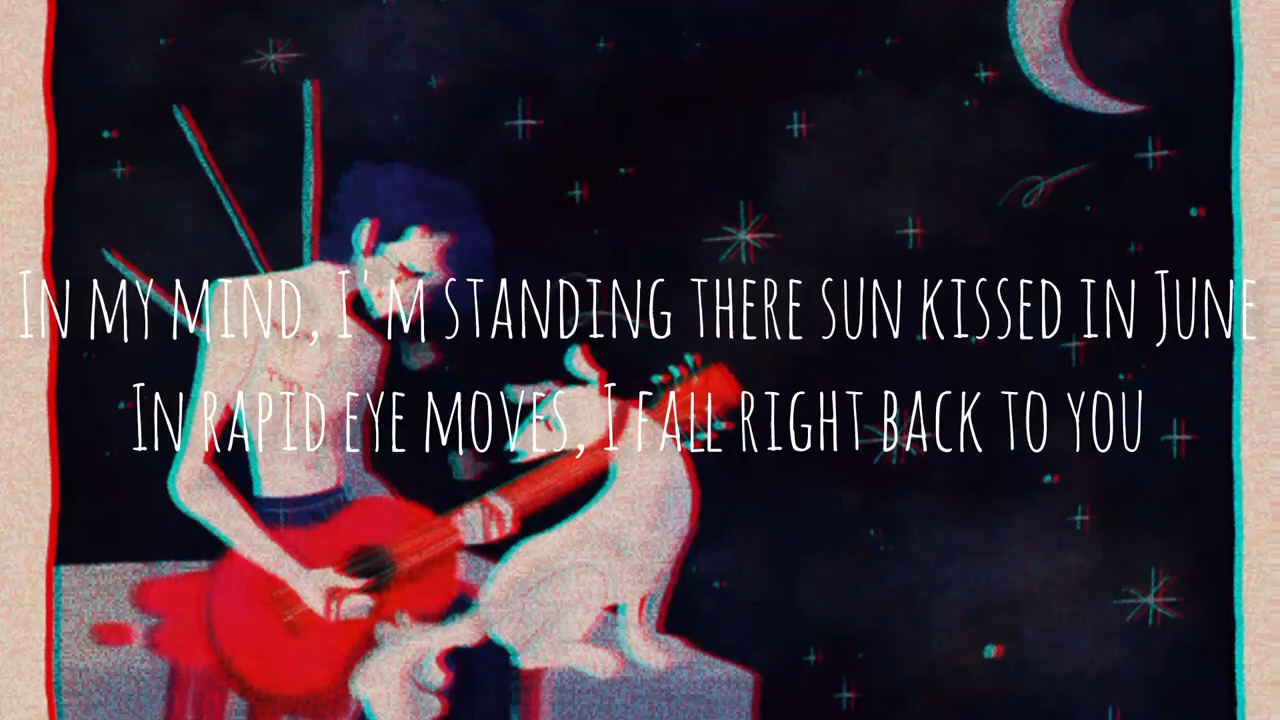 In my mind, I'm standing there sun kissed in June
In rapid eye moves, I fall right back to you